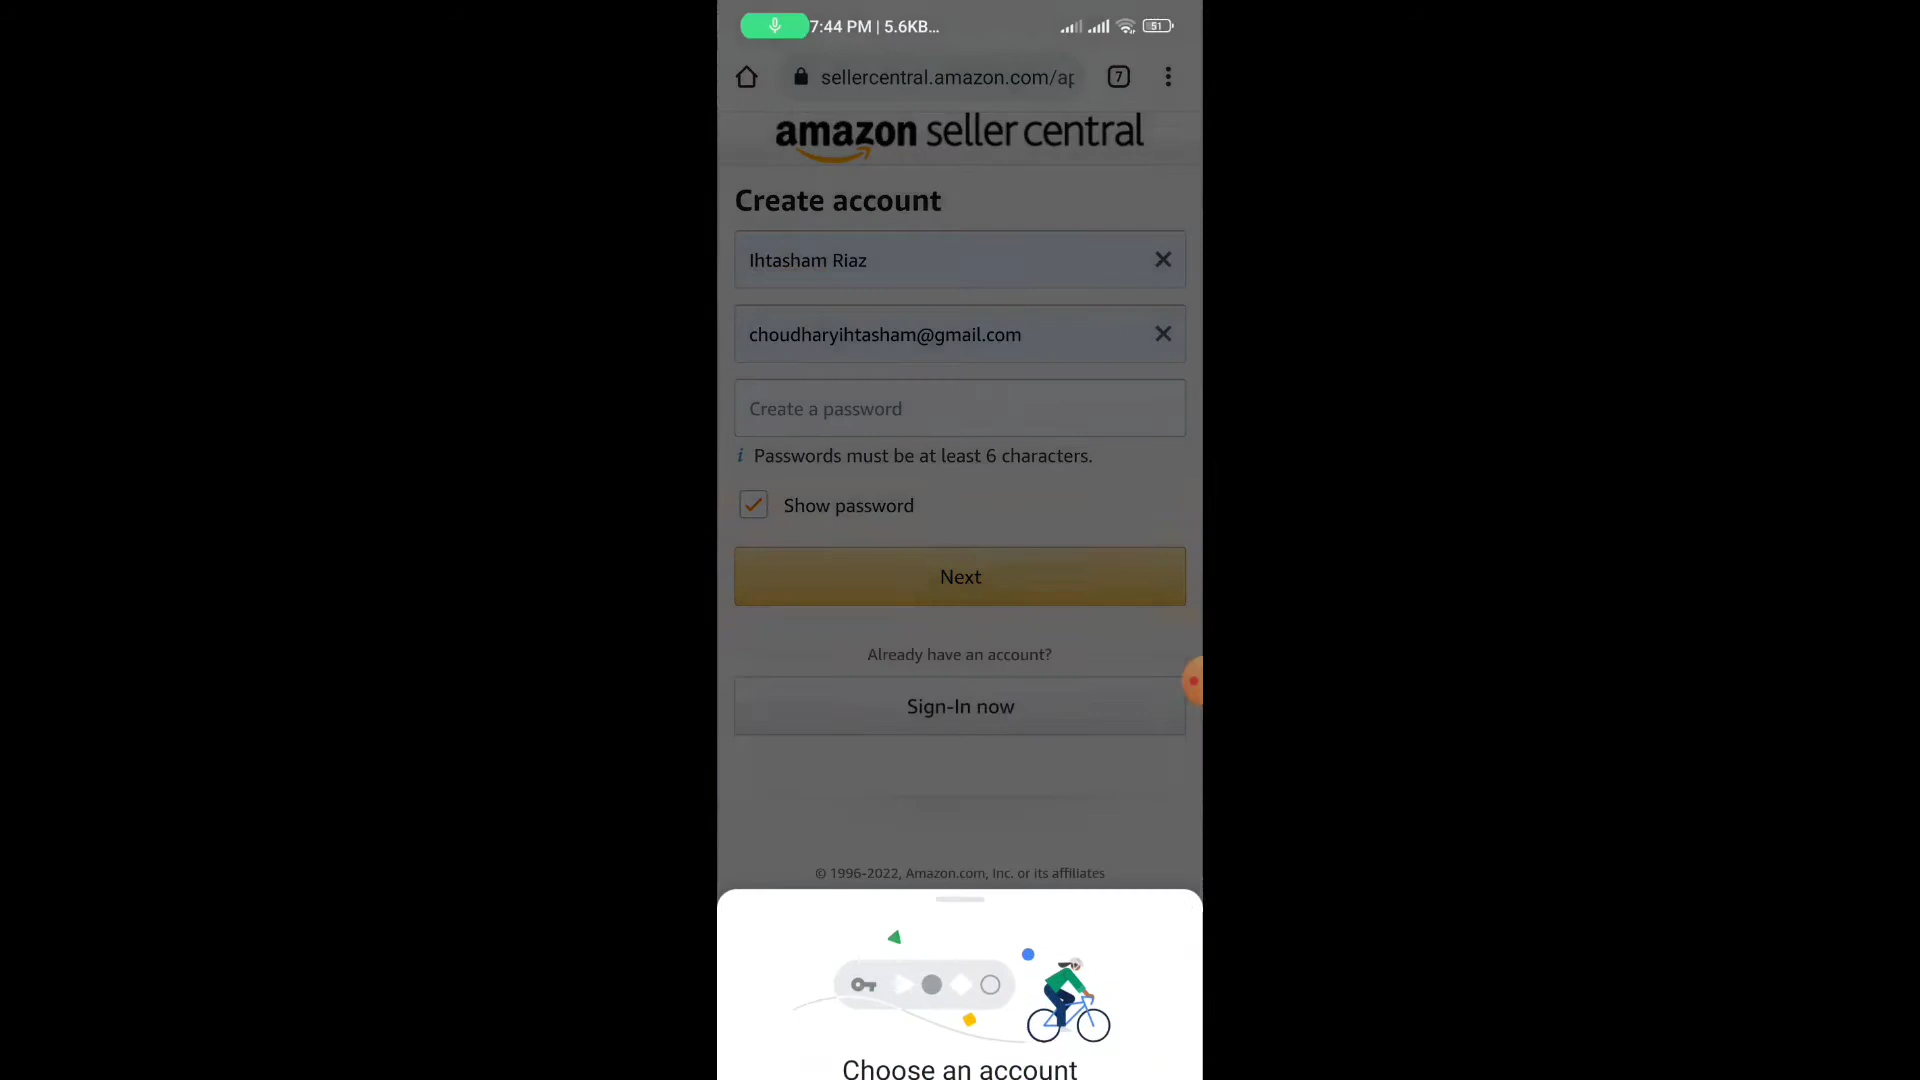 7:44 PM | 5.6KB...
51
sellercentral.amazon.com/ap
7
amazon seller central
Create account
Ihtasham Riaz
choudharyihtasham@gmail.com
Create a password
i Passwords must be at least 6 characters.
Show password
Next
Already have an account?
Sign-In now
© 1996-2022, Amazon.com, Inc. or its affiliates
Choose an account